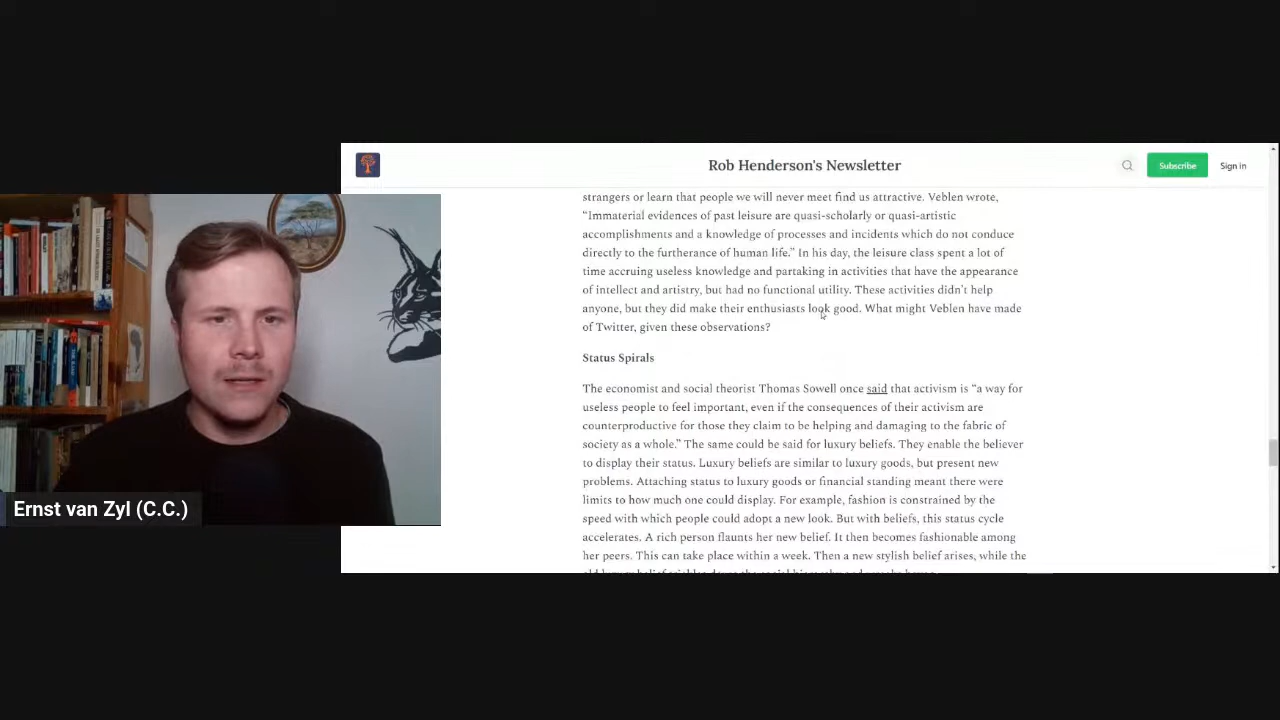 Rob Henderson's Newsletter
Subscribe
Sign in
strangers or learn that people we will never meet find us attractive. Veblen wrote,
“Immaterial evidences of past leisure are quasi-scholarly or quasi-artistic
accomplishments and a knowledge of processes and incidents which do not conduce
directly to the furtherance of human life.” In his day, the leisure class spent a lot of
time accruing useless knowledge and partaking in activities that have the appearance
of intellect and artistry, but had no functional utility. These activities didn't help
anyone, but they did make their enthusiasts look good. What might Veblen have made
of Twitter, given these observations?
Status Spirals
The economist and social theorist Thomas Sowell once said that activism is “a way for
useless people to feel important, even if the consequences of their activism are
counterproductive for those they claim to be helping and damaging to the fabric of
society as a whole.” The same could be said for luxury beliefs. They enable the believer
to display their status. Luxury beliefs are similar to luxury goods, but present new
problems. Attaching status to luxury goods or financial standing meant there were
limits to how much one could display. For example, fashion is constrained by the
speed with which people could adopt a new look. But with beliefs, this status cycle
accelerates. A rich person flaunts her new belief. It then becomes fashionable among
her peers. This can take place within a week. Then a new stylish belief arises, while the
Ernst van Zyl (C.C.)